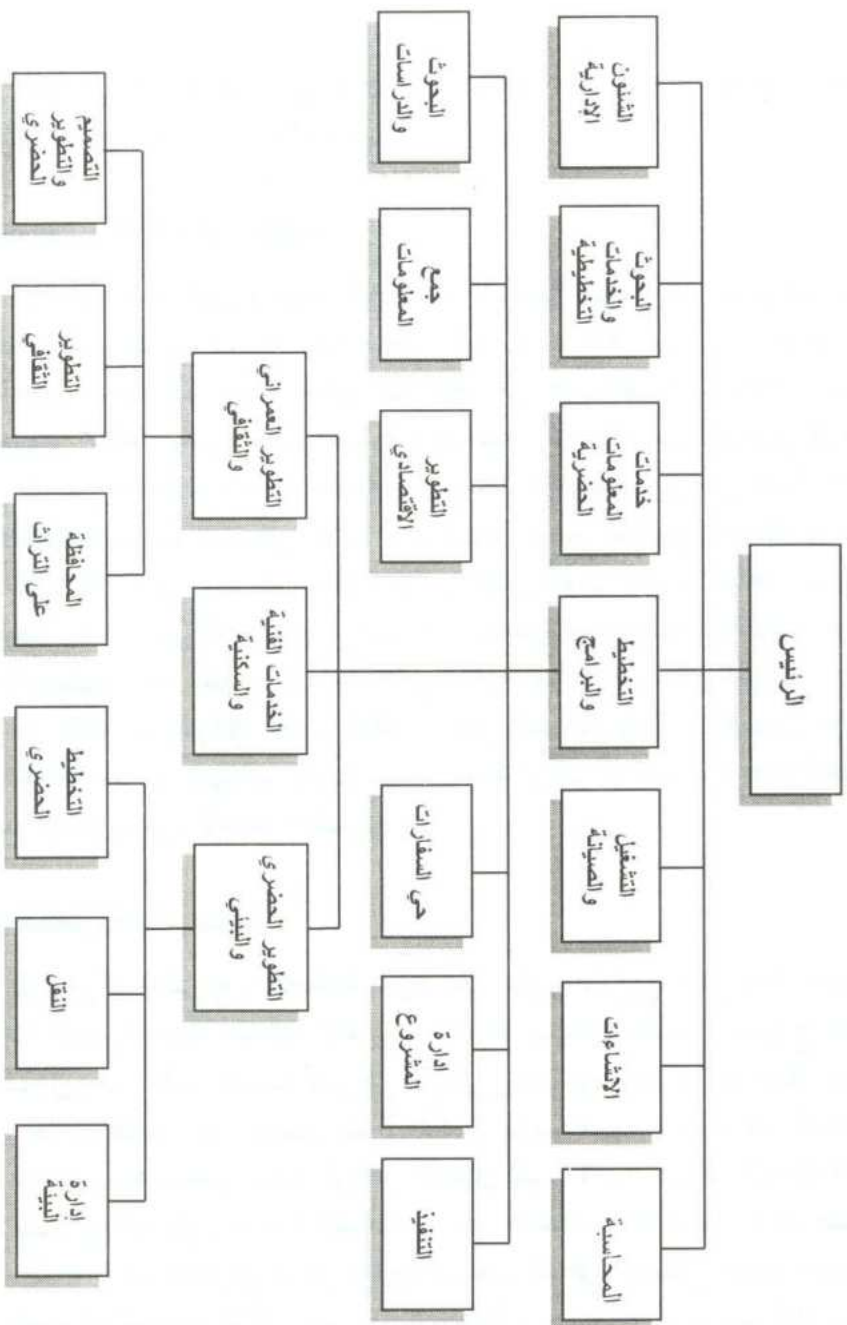 الرئيس
المحاسبة
الانشاءات
التشغيل
والصيانة
التخطيط
والبرامج
خدمات
المعلومات
الحضرية
البحوث
والخدمات
التخطيطية
الشئون
الإدارية
التنفيذ
ادارة
المشروع
حي السفارات
التطوير
الاقتصادي
جمع
المعلومات
البحوث
والدراسات
التطوير الحضري
والبيئي
الخدمات الفنية
والسكنية
التطوير العمراني
والثقافي
إدارة
البيئة
النقل
التخطيط
الحضري
المحافظة
على التراث
التطوير
الثقافي
التصميم
والتطوير
الحضري